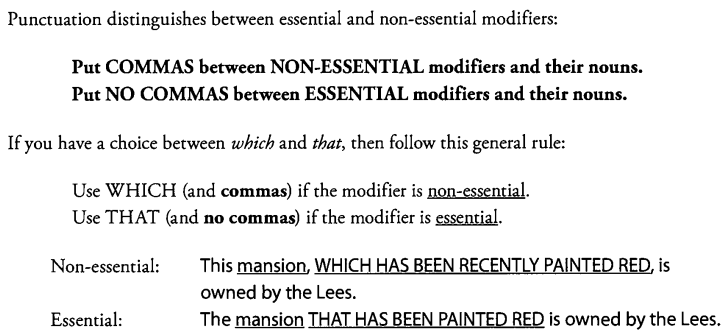 Punctuation distinguishes between essential and non-essential modifiers:
Put COMMAS between NON-ESSENTIAL modifiers and their nouns.
Put NO COMMAS between ESSENTIAL modifiers and their nouns.
If you have a choice between which and that, then follow this general rule:
Use WHICH (and commas) if the modifier is non-essential.
Use THAT (and no commas) if the modifier is essential.
Non-essential: This mansion, WHICH HAS BEEN RECENTLY PAINTED RED, is
owned by the Lees.
Essential: The mansion THAT HAS BEEN PAINTED RED is owned by the Lees.